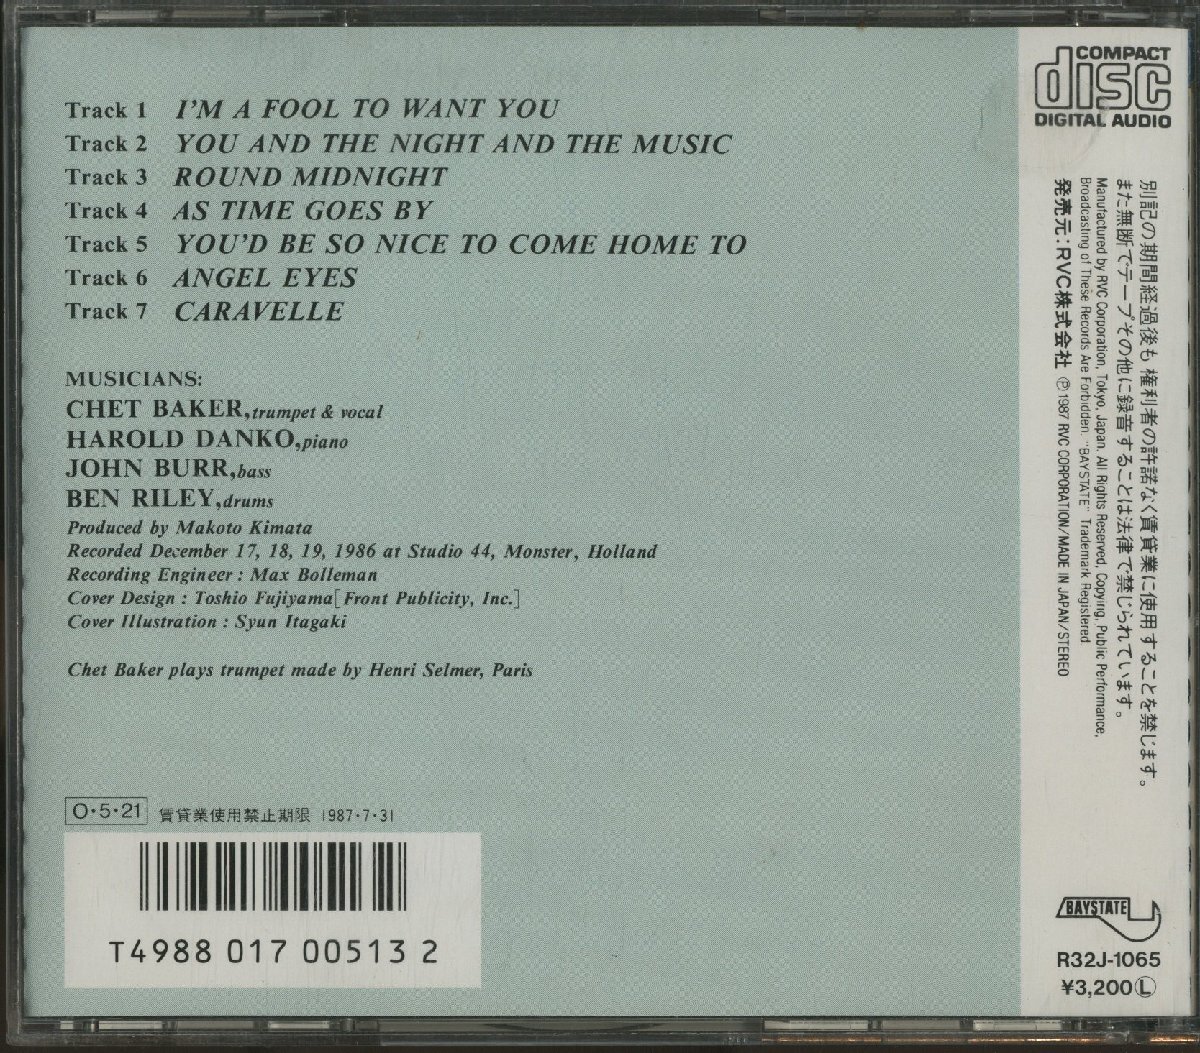 Track 1 I'M A FOOL TO WANT YOU
Track 2 YOU AND THE NIGHT AND THE MUSIC
Track 3 ROUND MIDNIGHT
Track 4 AS TIME GOES BY
Track 5 YOU'D BE SO NICE TO COME HOME TO
Track 6 ANGEL EYES
Track 7 CARAVELLE
MUSICIANS:
CHET BAKER, trumpet & vocal
HAROLD DANKO, piano
JOHN BURR, bass
BEN RILEY, drums
Produced by Makoto Kimata
Recorded December 17, 18, 19, 1986 at Studio 44, Monster, Holland
Recording Engineer : Max Bolleman
Cover Design : Toshio Fujiyama[Front Publicity, Inc.]
Cover Illustration : Syun Itagaki
Chet Baker plays trumpet made by Henri Selmer, Paris
O·5·21 賃貸業使用禁止期限 1987·7·31
T4988 017 00513 2
COMPACT
disc
DIGITAL AUDIO
別記の期間経過後も権利者の許諾なく賃貸業に使用することを禁じます。
また無断でテープその他に録音することは法律で禁じられています。
Manufactured by RVC Corporation, Tokyo, Japan. All Rights Reserved, Copying, Public Performance,
Broadcasting of These Records Are Forbidden. "BAYSTATE" Trademark Registered
発売元:RVC株式会社 ℗1987 RVC CORPORATION/MADE IN JAPAN/STEREO
BAYSTATE
R32J-1065
¥3,200Ⓛ